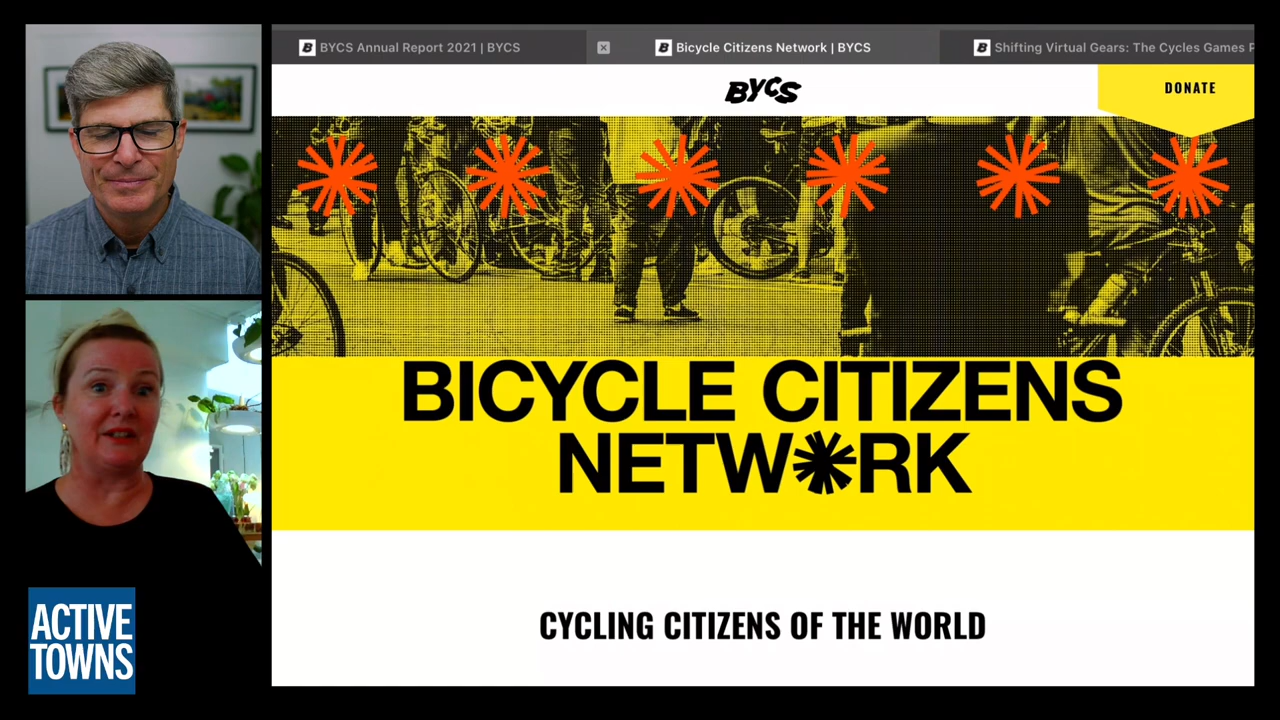 BYCS Annual Report 2021 | BYCS
Bicycle Citizens Network | BYCS
Shifting Virtual Gears: The Cycles Games P
BYCS
DONATE
BICYCLE CITIZENS
NETW✱RK
CYCLING CITIZENS OF THE WORLD
ACTIVE
TOWNS